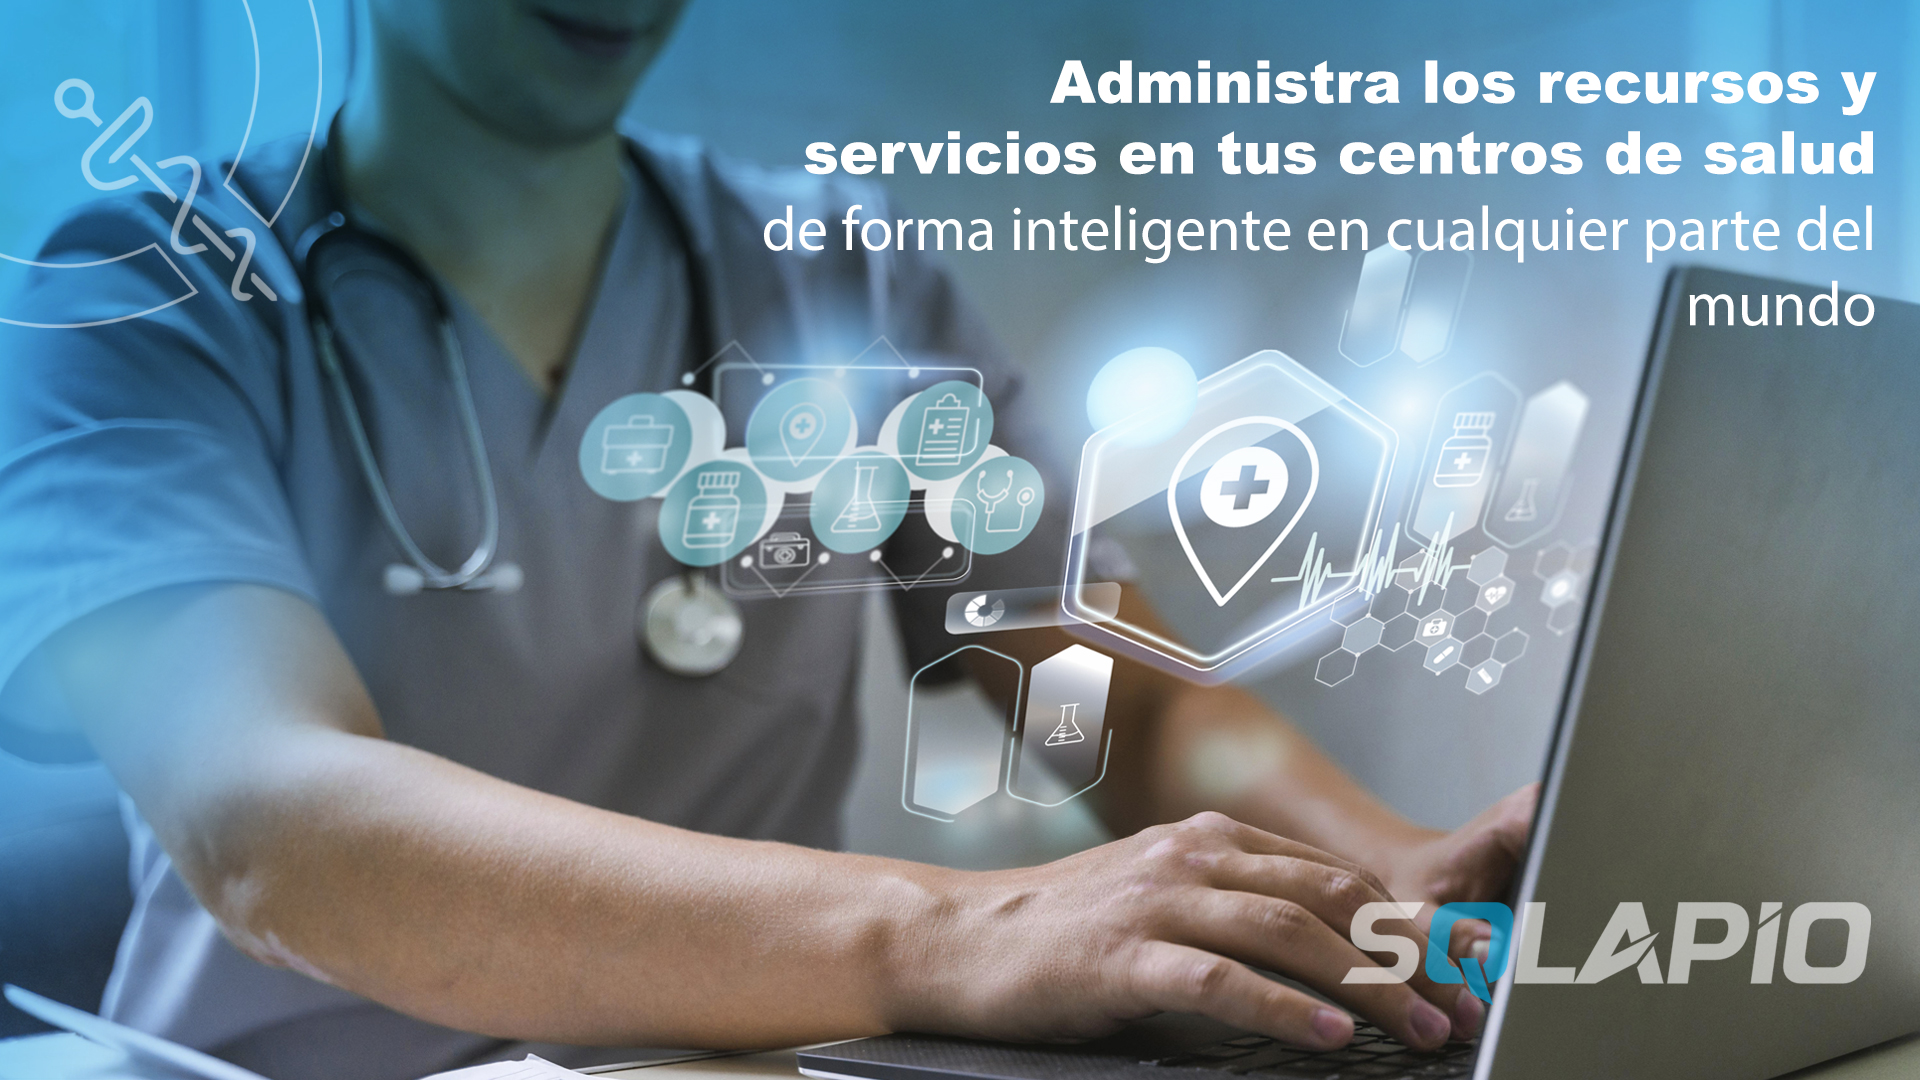 Administra los recursos y
servicios en tus centros de salud
de forma inteligente en cualquier parte del
mundo
SQLAPIO